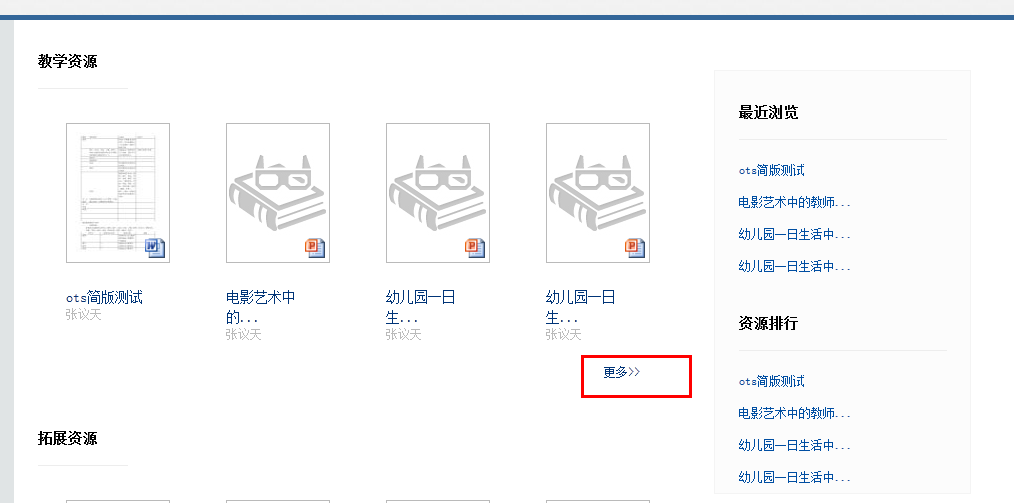 教学资源
ots简版测试
张议天
电影艺术中
的...
张议天
幼儿园一日
生...
张议天
幼儿园一日
生...
张议天
更多>>
拓展资源
最近浏览
ots简版测试
电影艺术中的教师...
幼儿园一日生活中...
幼儿园一日生活中...
资源排行
ots简版测试
电影艺术中的教师...
幼儿园一日生活中...
幼儿园一日生活中...